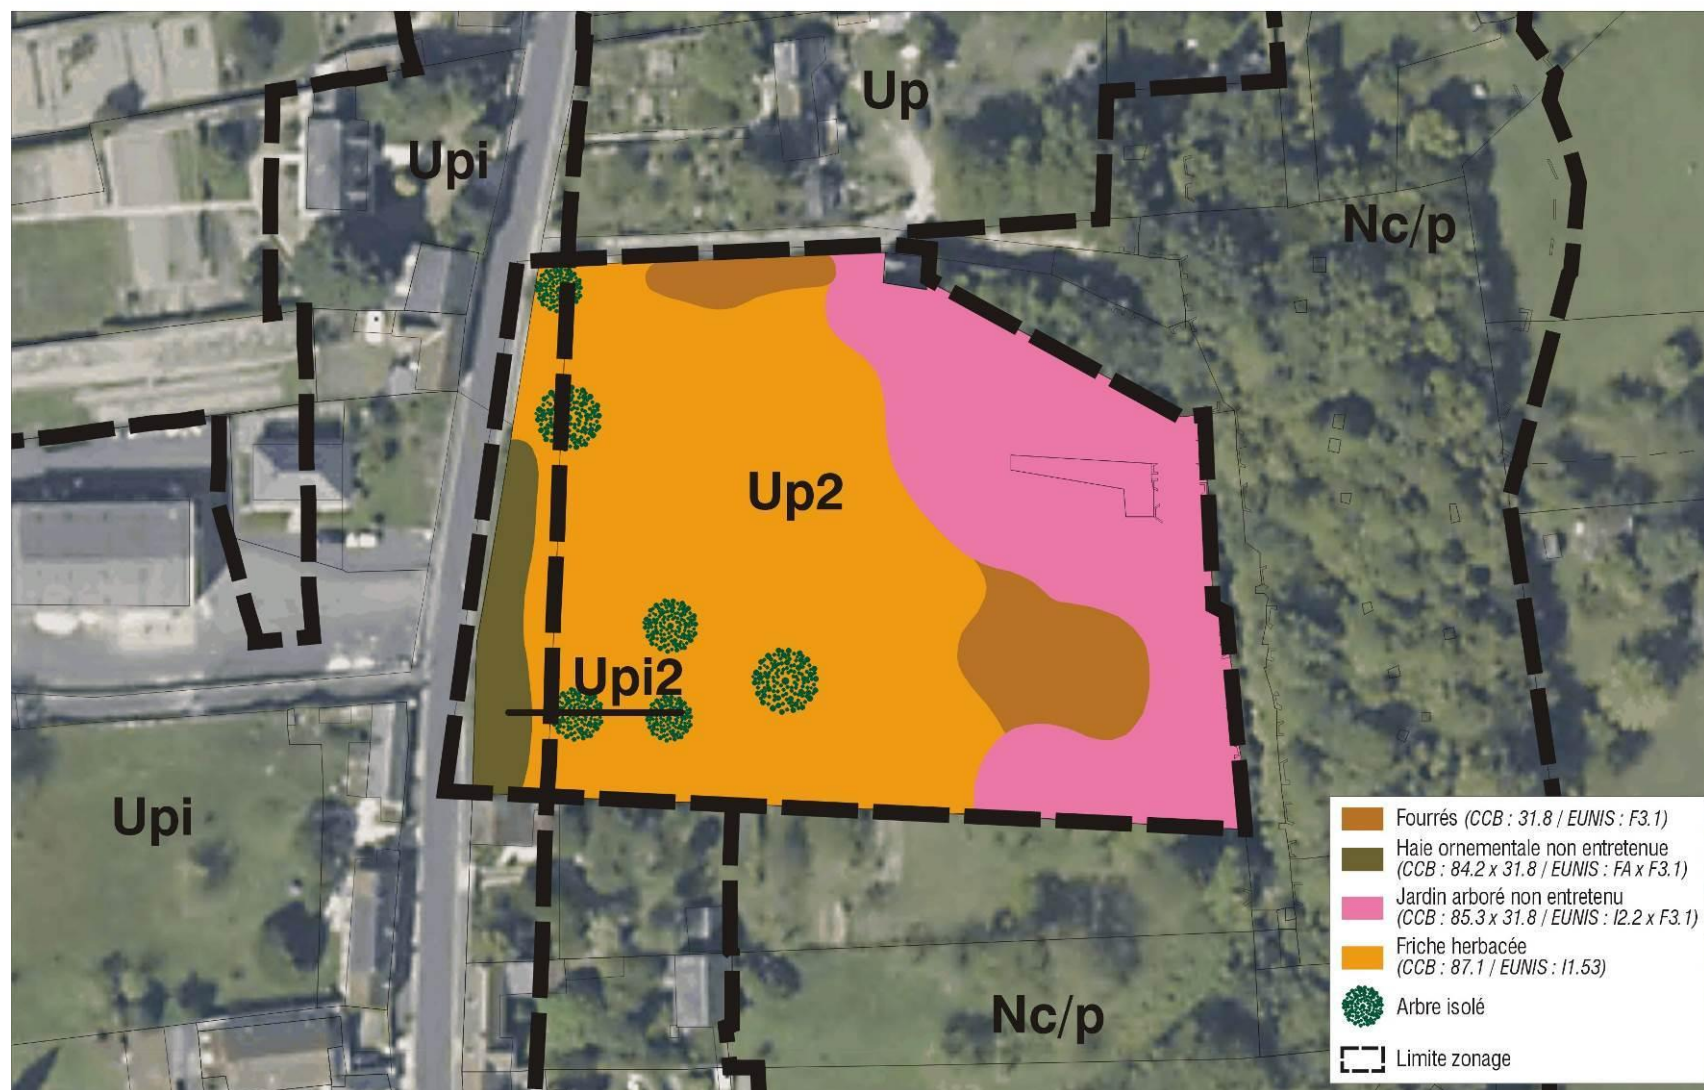 Up
Upi
Nc/p
Up2
Upi2
Upi
Nc/p
Fourrés (CCB : 31.8 / EUNIS : F3.1)
Haie ornementale non entretenue
(CCB : 84.2 x 31.8 / EUNIS : FA x F3.1)
Jardin arboré non entretenu
(CCB : 85.3 x 31.8 / EUNIS : I2.2 x F3.1)
Friche herbacée
(CCB : 87.1 / EUNIS : I1.53)
Arbre isolé
Limite zonage